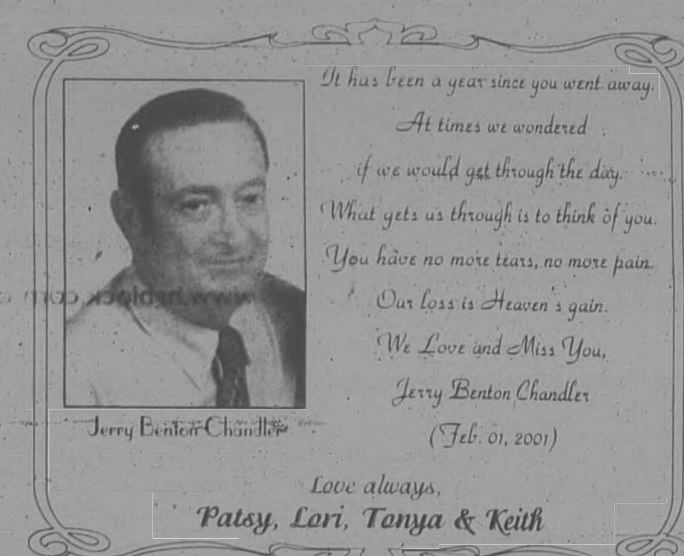 It has been a year since you went away.
At times we wondered
if we would get through the day.
What gets us through is to think of you.
You have no more tears, no more pain.
Our loss is Heaven's gain.
We Love and Miss You,
Jerry Benton Chandler
(Feb. 01, 2001)
Jerry Benton Chandler
Love always,
Patsy, Lori, Tonya & Keith
www.hrblock.com